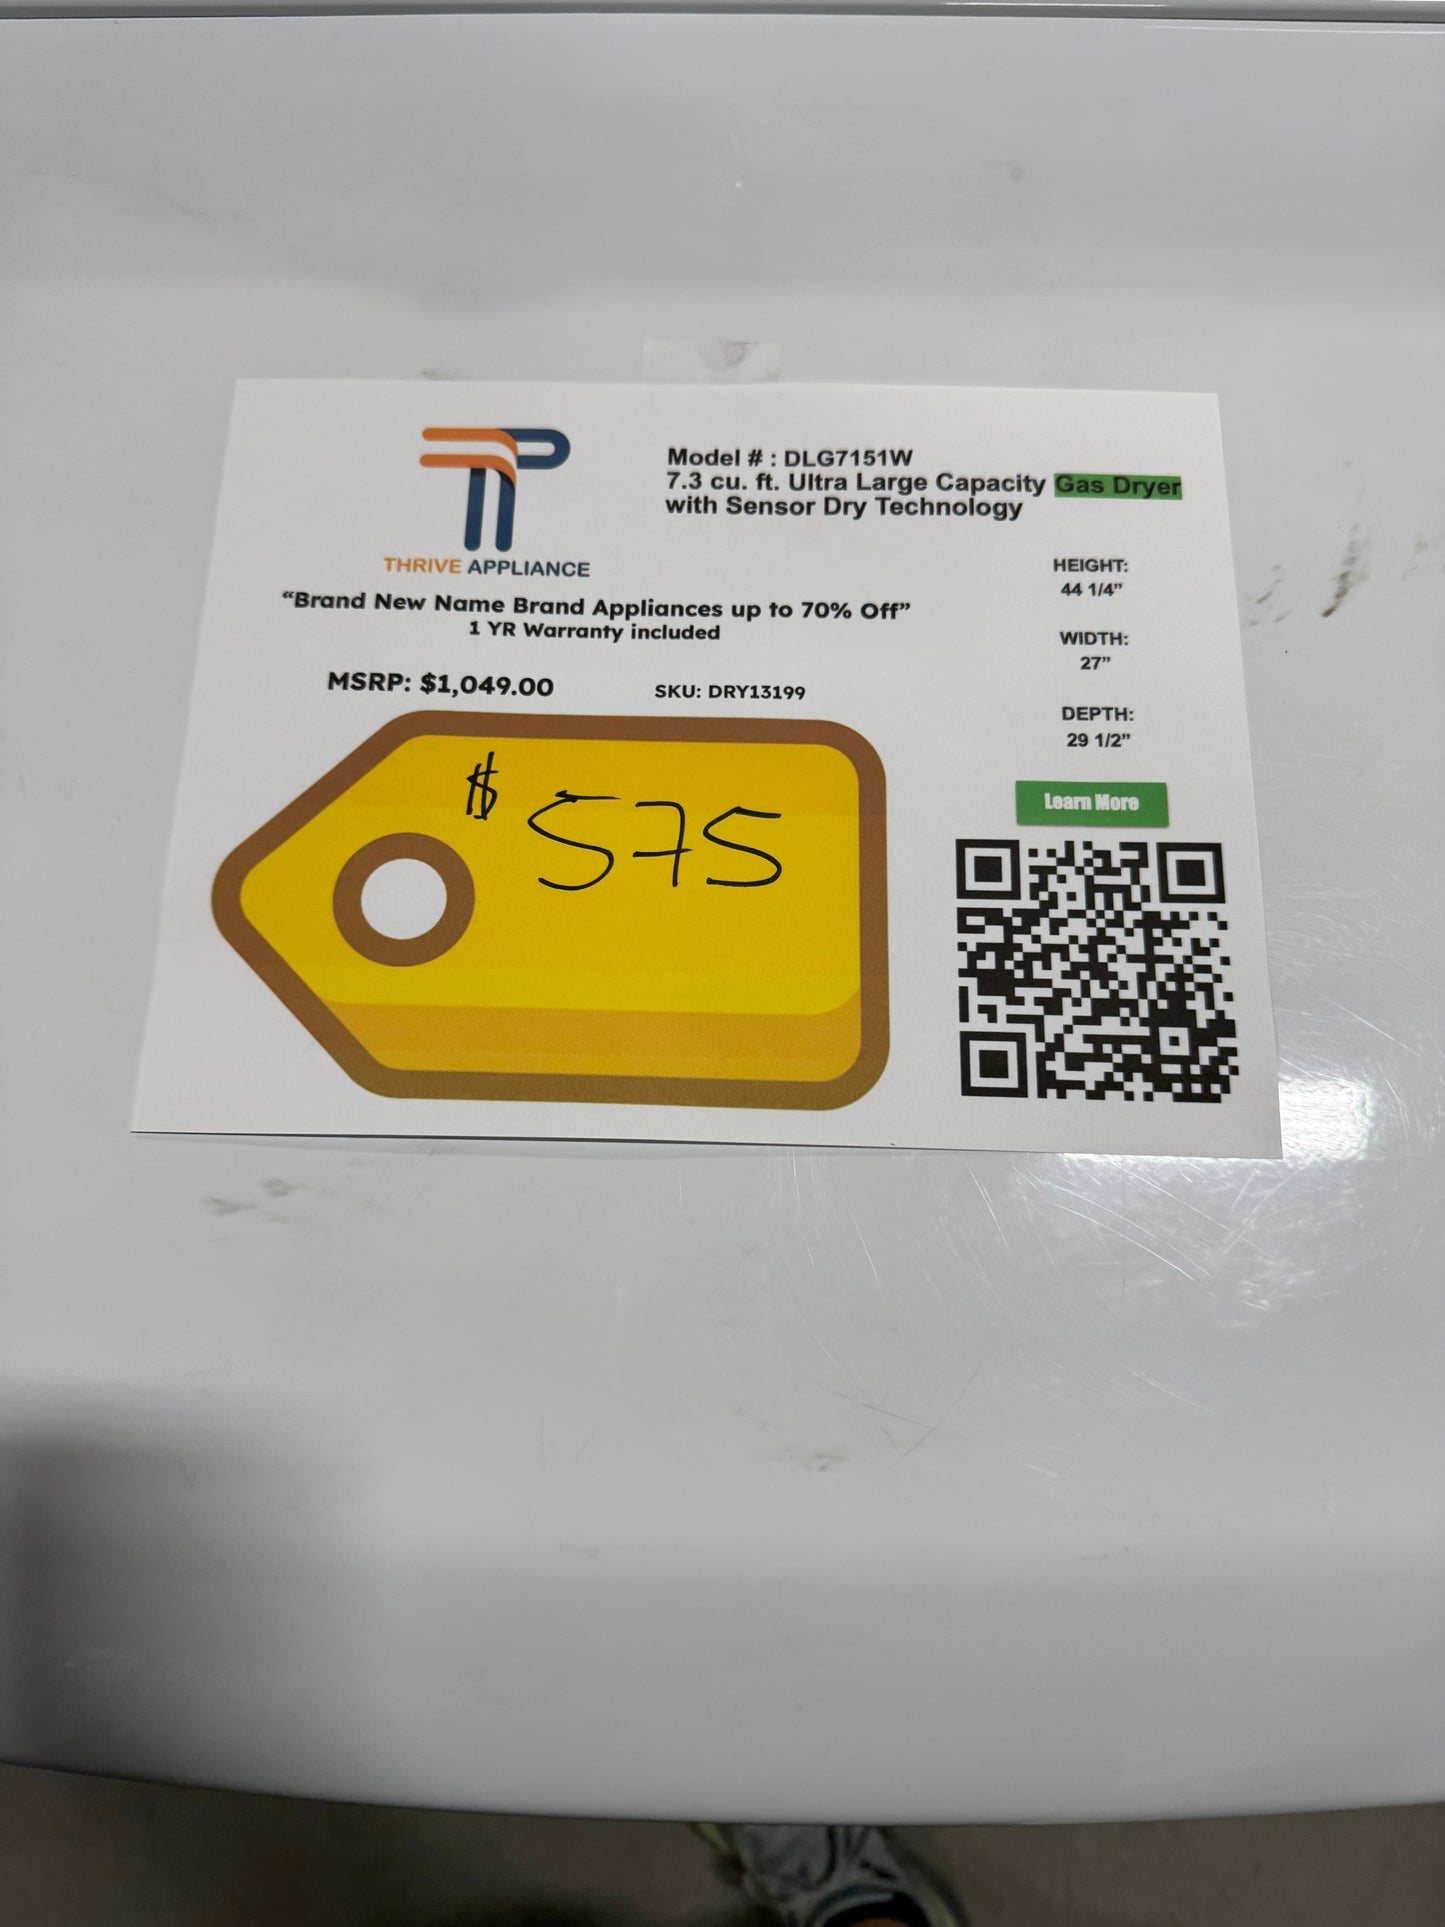 THRIVE APPLIANCE
"Brand New Name Brand Appliances up to 70% Off"
1 YR Warranty included
MSRP: $1,049.00
SKU: DRY13199
$ 575
Model # : DLG7151W
7.3 cu. ft. Ultra Large Capacity Gas Dryer
with Sensor Dry Technology
HEIGHT:
44 1/4"
WIDTH:
27"
DEPTH:
29 1/2"
Learn More